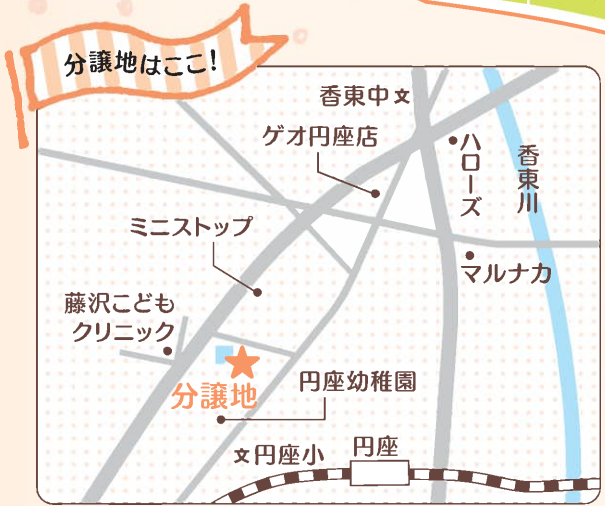 分譲地はここ!
香東中文
ゲオ円座店
ハローズ
香東川
ミニストップ
マルナカ
藤沢こども
クリニック
分譲地
円座幼稚園
文円座小
円座